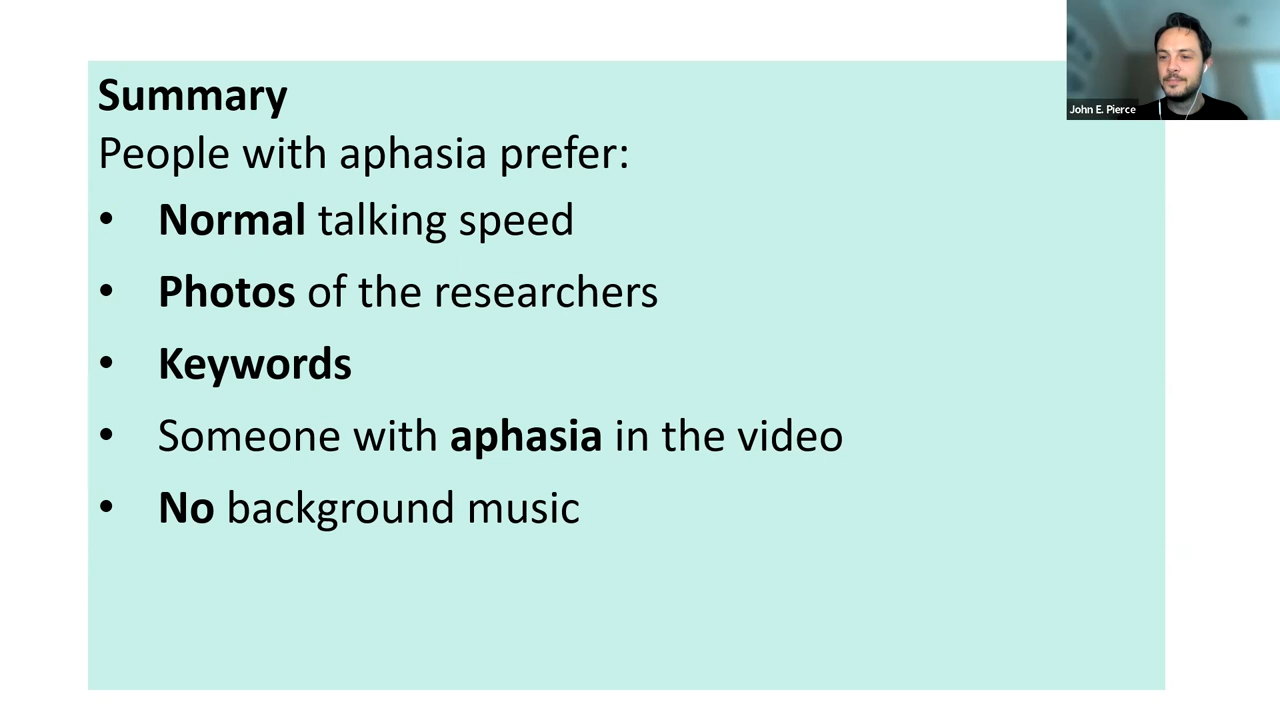 Summary
People with aphasia prefer:
• Normal talking speed
• Photos of the researchers
• Keywords
• Someone with aphasia in the video
• No background music
John E. Pierce